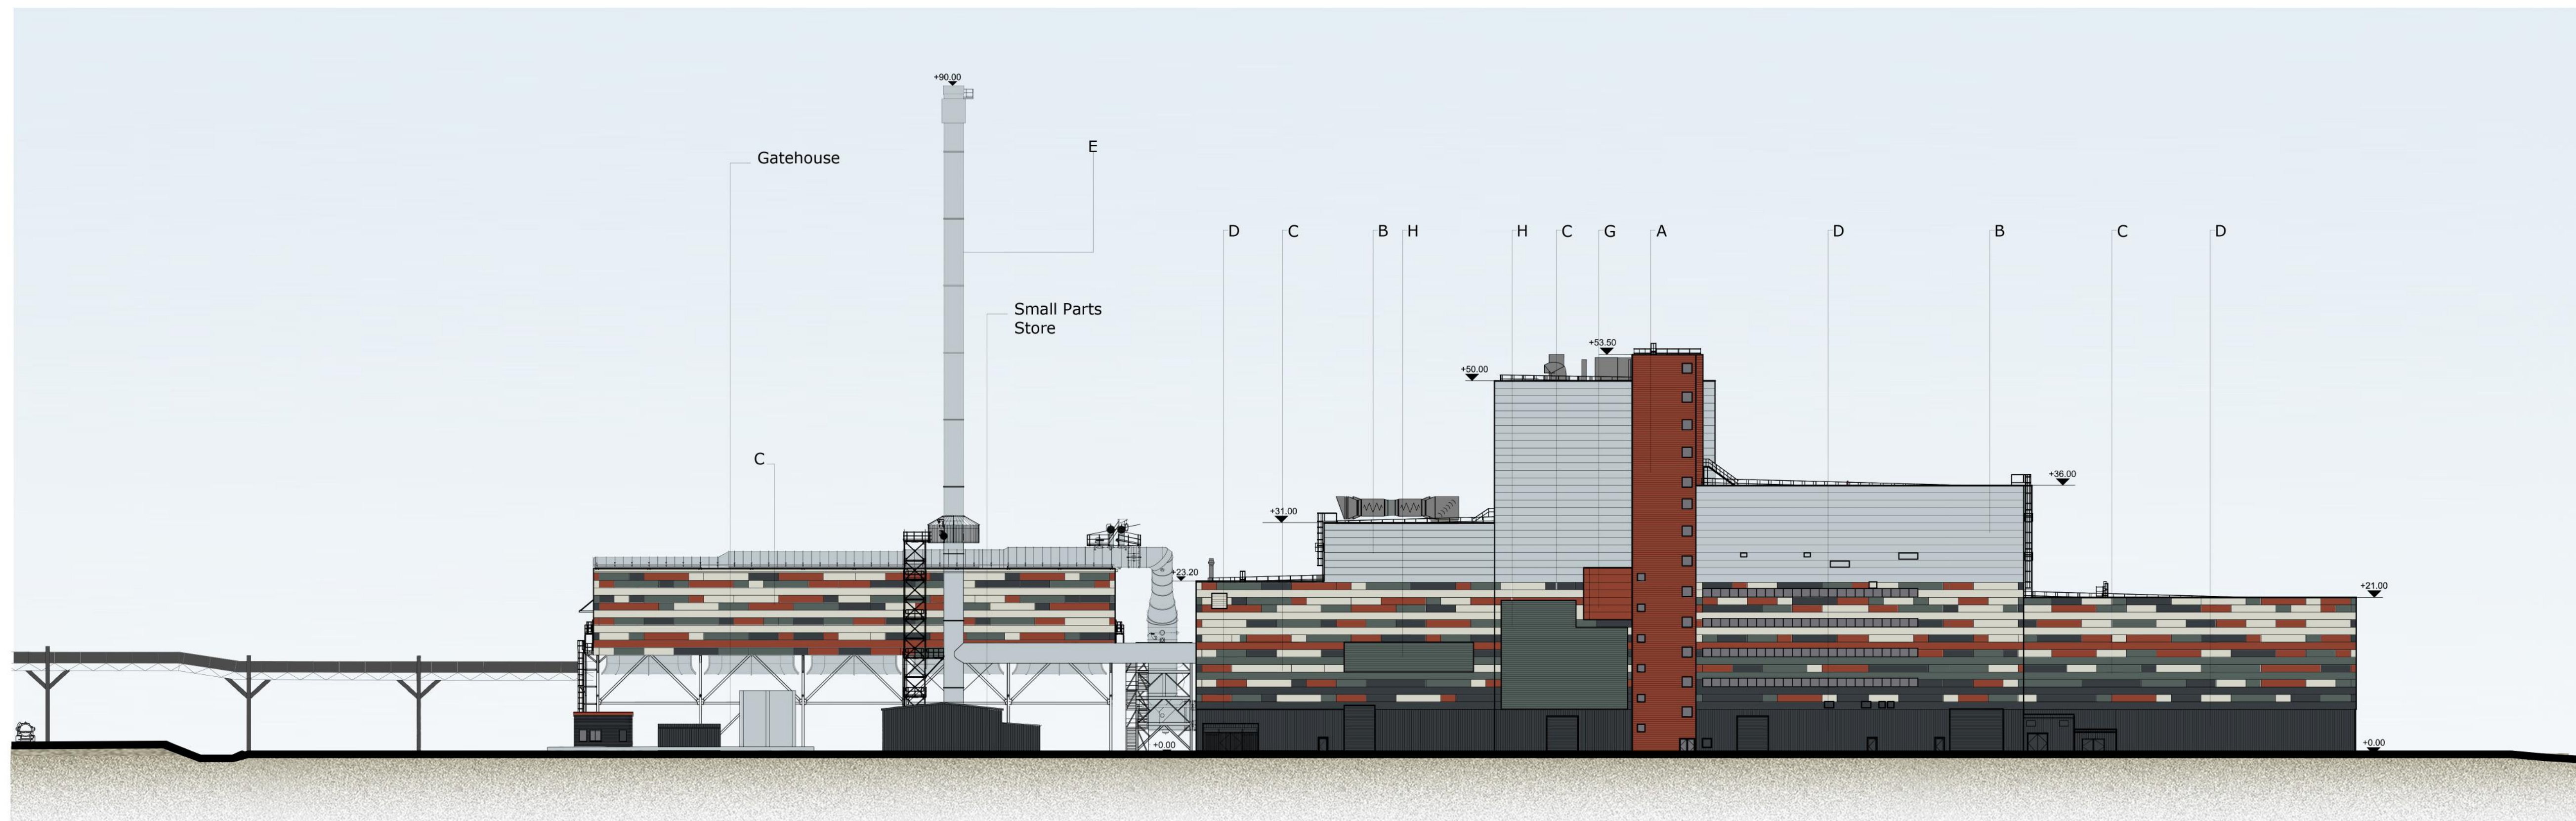 +90.00
E
Gatehouse
D
C
B
H
H
C
G
A
D
B
C
D
Small Parts
Store
+53.50
+50.00
C
+36.00
+31.00
+23.20
+21.00
+0.00
+0.00